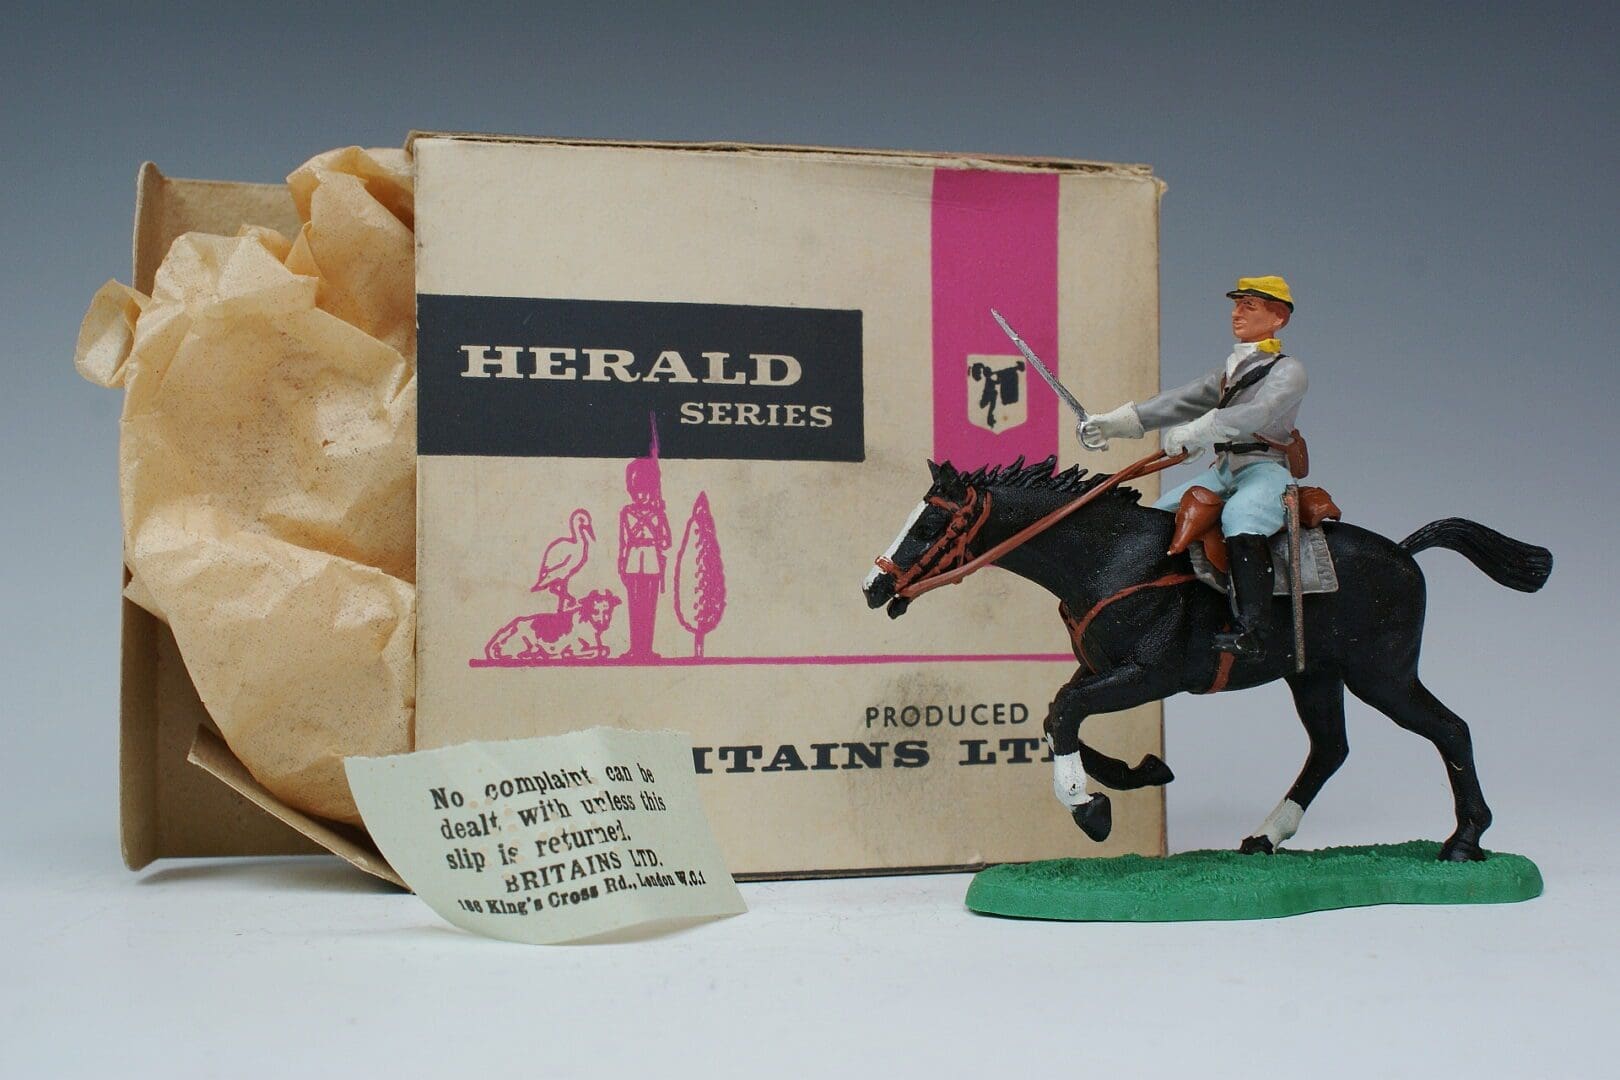 HERALD
SERIES
PRODUCED
ITAINS LT
No complaint can be
dealt with unless this
slip is returned.
BRITAINS LTD.
186 King's Cross Rd., London W.C.1